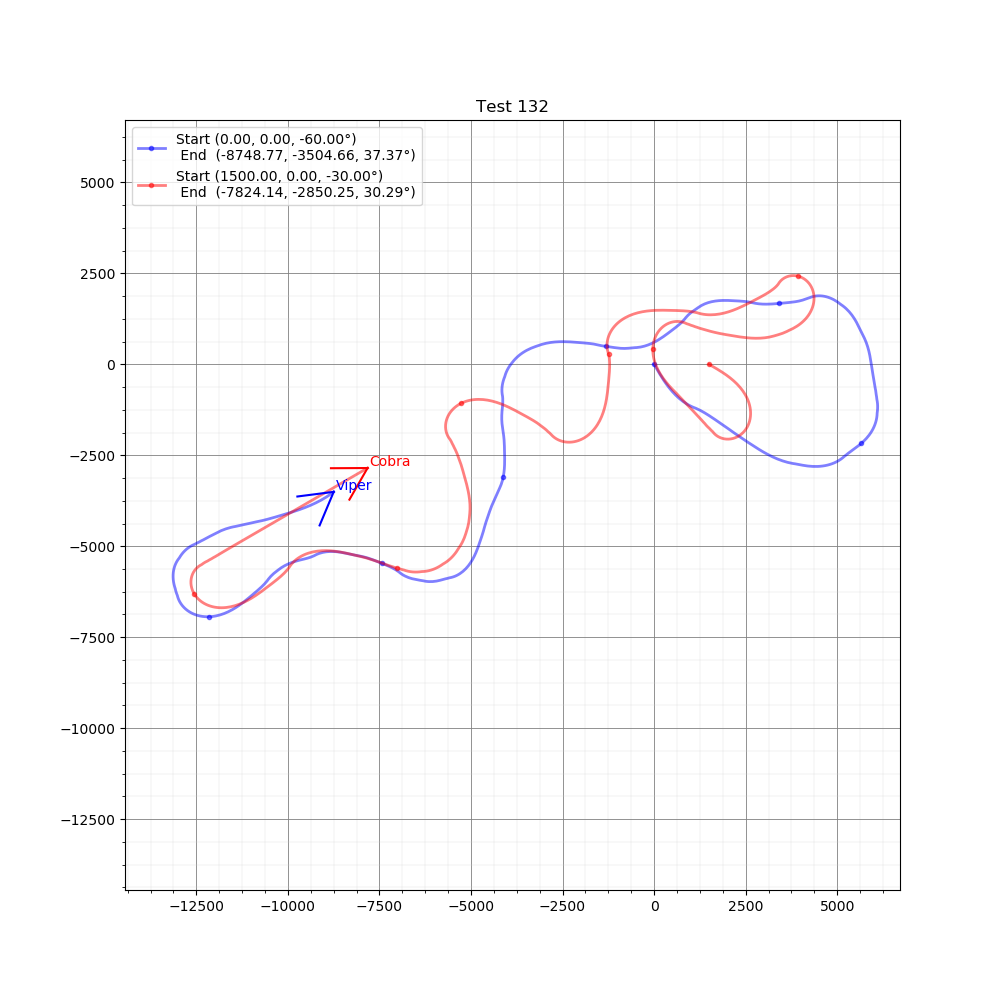 Test 132
Start (0.00, 0.00, -60.00°)
End  (-8748.77, -3504.66, 37.37°)
Start (1500.00, 0.00, -30.00°)
End  (-7824.14, -2850.25, 30.29°)
5000
2500
0
−2500
−5000
−7500
−10000
−12500
Cobra
Viper
−12500 −10000 −7500 −5000 −2500 0 2500 5000